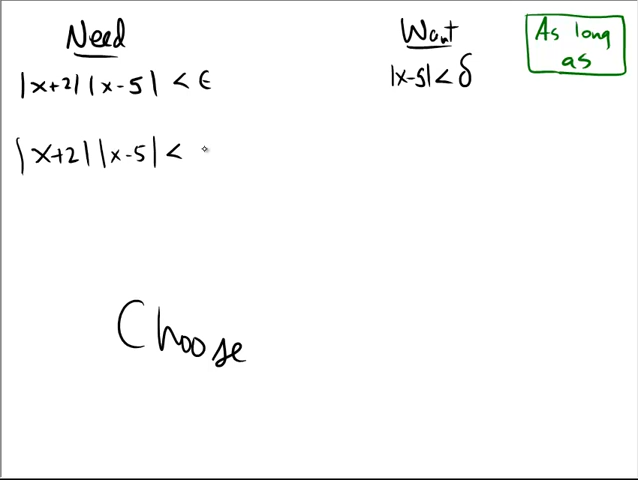 Need
|x+2| |x-5| < ϵ
|x+2| |x-5| <
Want
|x-5| < δ
As long
as
Choose